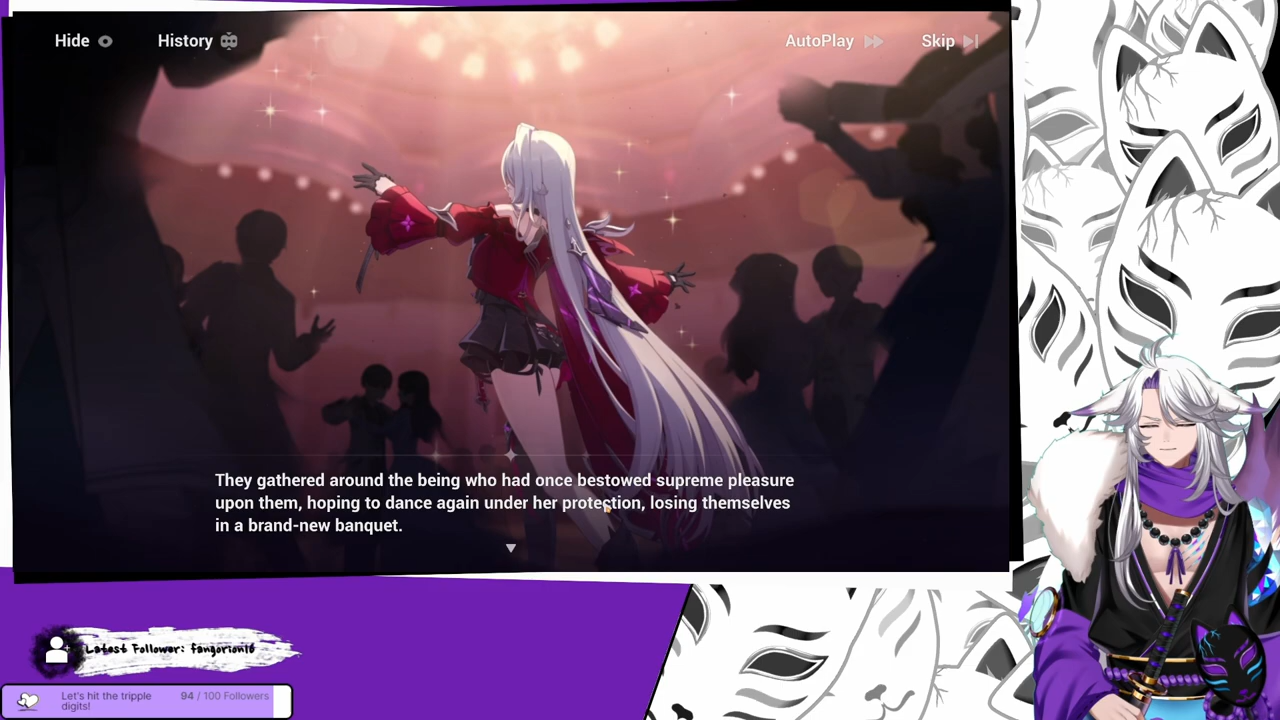 Hide
History
AutoPlay
Skip
They gathered around the being who had once bestowed supreme pleasure
upon them, hoping to dance again under her protection, losing themselves
in a brand-new banquet.
Latest Follower: fangorion16
Let's hit the tripple
digits!
94 / 100 Followers